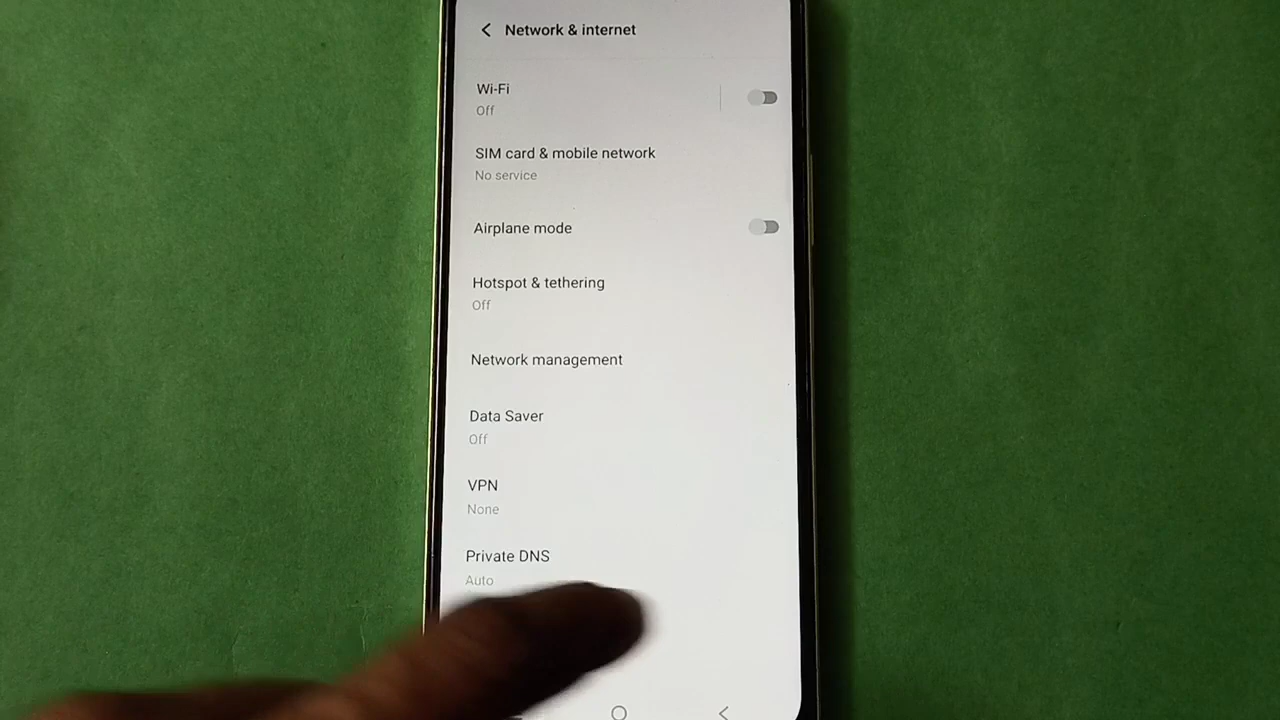 Network & internet
Wi-Fi
Off
SIM card & mobile network
No service
Airplane mode
Hotspot & tethering
Off
Network management
Data Saver
Off
VPN
None
Private DNS
Auto